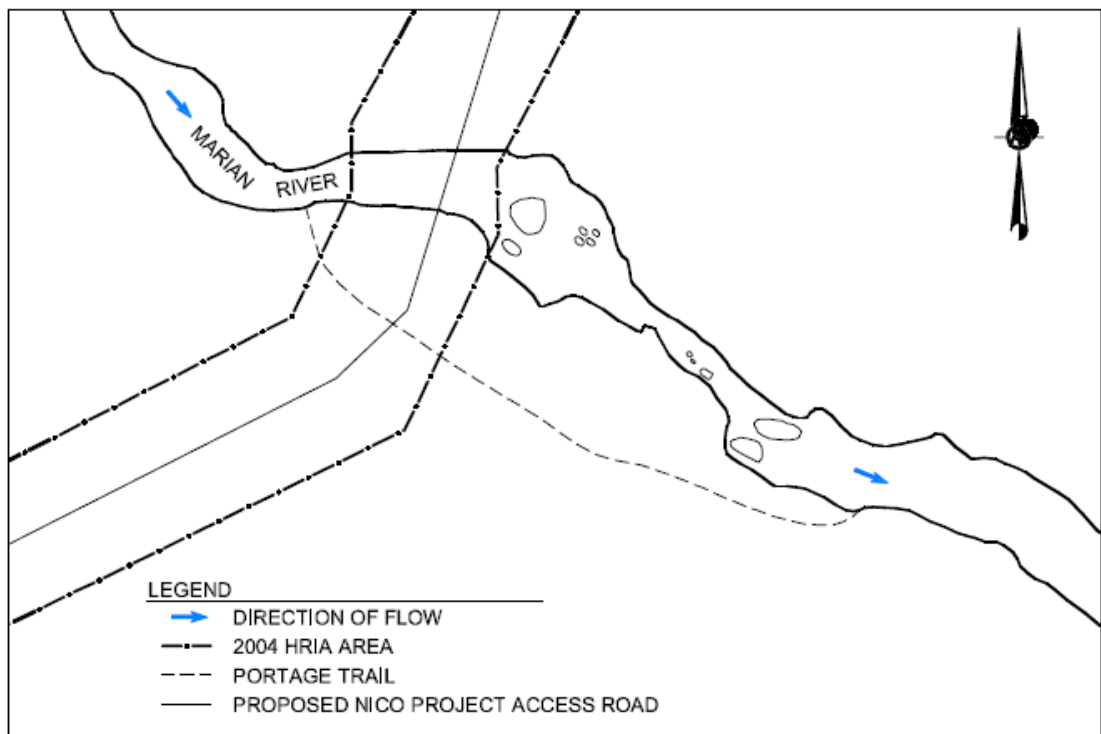 MARIAN
RIVER
LEGEND
DIRECTION OF FLOW
2004 HRIA AREA
PORTAGE TRAIL
PROPOSED NICO PROJECT ACCESS ROAD